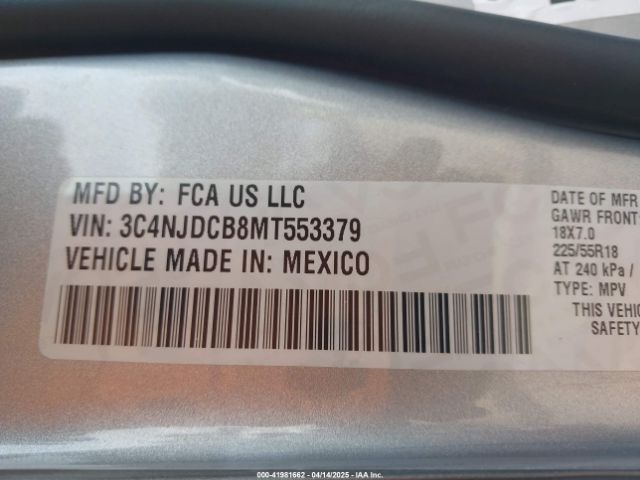 MFD BY: FCA US LLC
VIN: 3C4NJDCB8MT553379
VEHICLE MADE IN: MEXICO
DATE OF MFR
GAWR FRONT
18X7.0
225/55R18
AT 240 kPa /
TYPE: MPV
THIS VEHIC
SAFETY
000-41981662 - 04/14/2025 - IAA Inc.